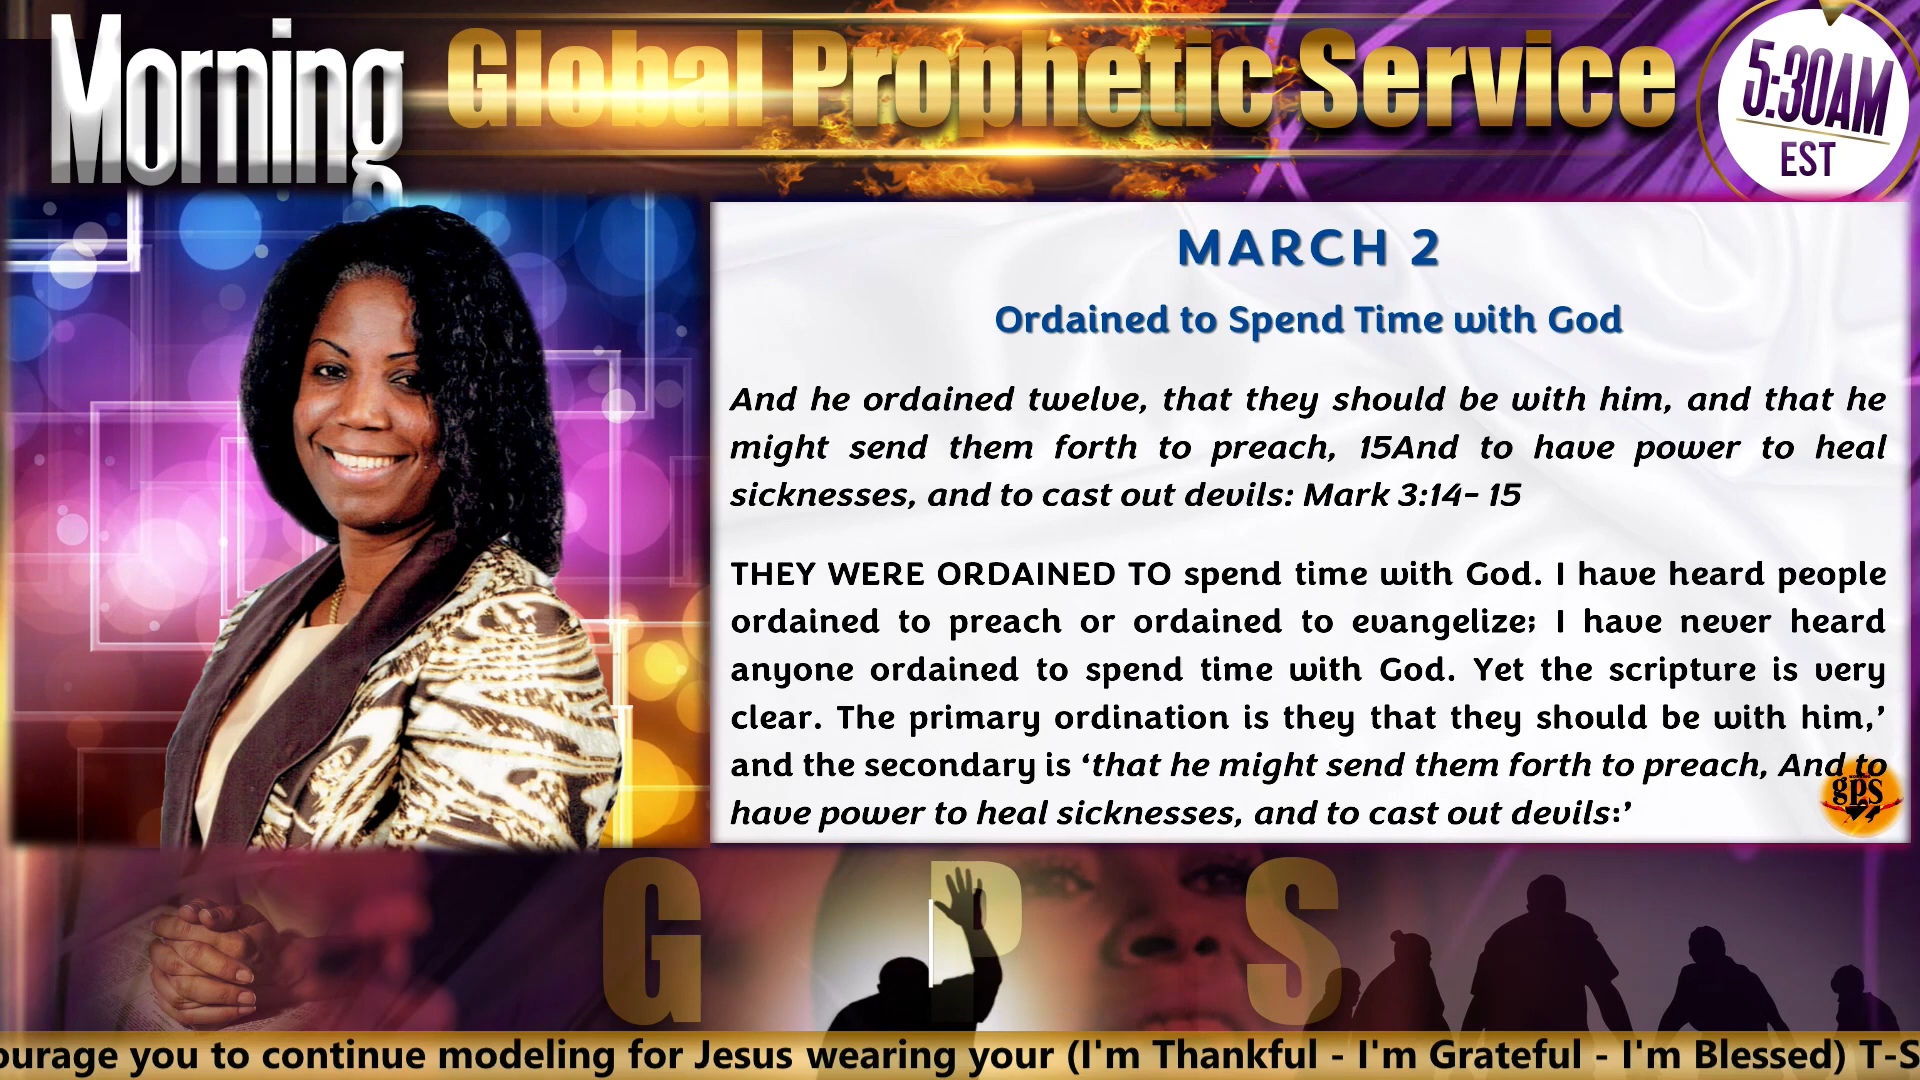 Morning Global Prophetic Service
5:30AM
EST
MARCH 2
Ordained to Spend Time with God
And he ordained twelve, that they should be with him, and that he
might send them forth to preach, 15And to have power to heal
sicknesses, and to cast out devils: Mark 3:14- 15
THEY WERE ORDAINED TO spend time with God. I have heard people
ordained to preach or ordained to evangelize; I have never heard
anyone ordained to spend time with God. Yet the scripture is very
clear. The primary ordination is they that they should be with him,’
and the secondary is ‘that he might send them forth to preach, And to
have power to heal sicknesses, and to cast out devils:’
gps
G P S
ourage you to continue modeling for Jesus wearing your (I'm Thankful - I'm Grateful - I'm Blessed) T-S